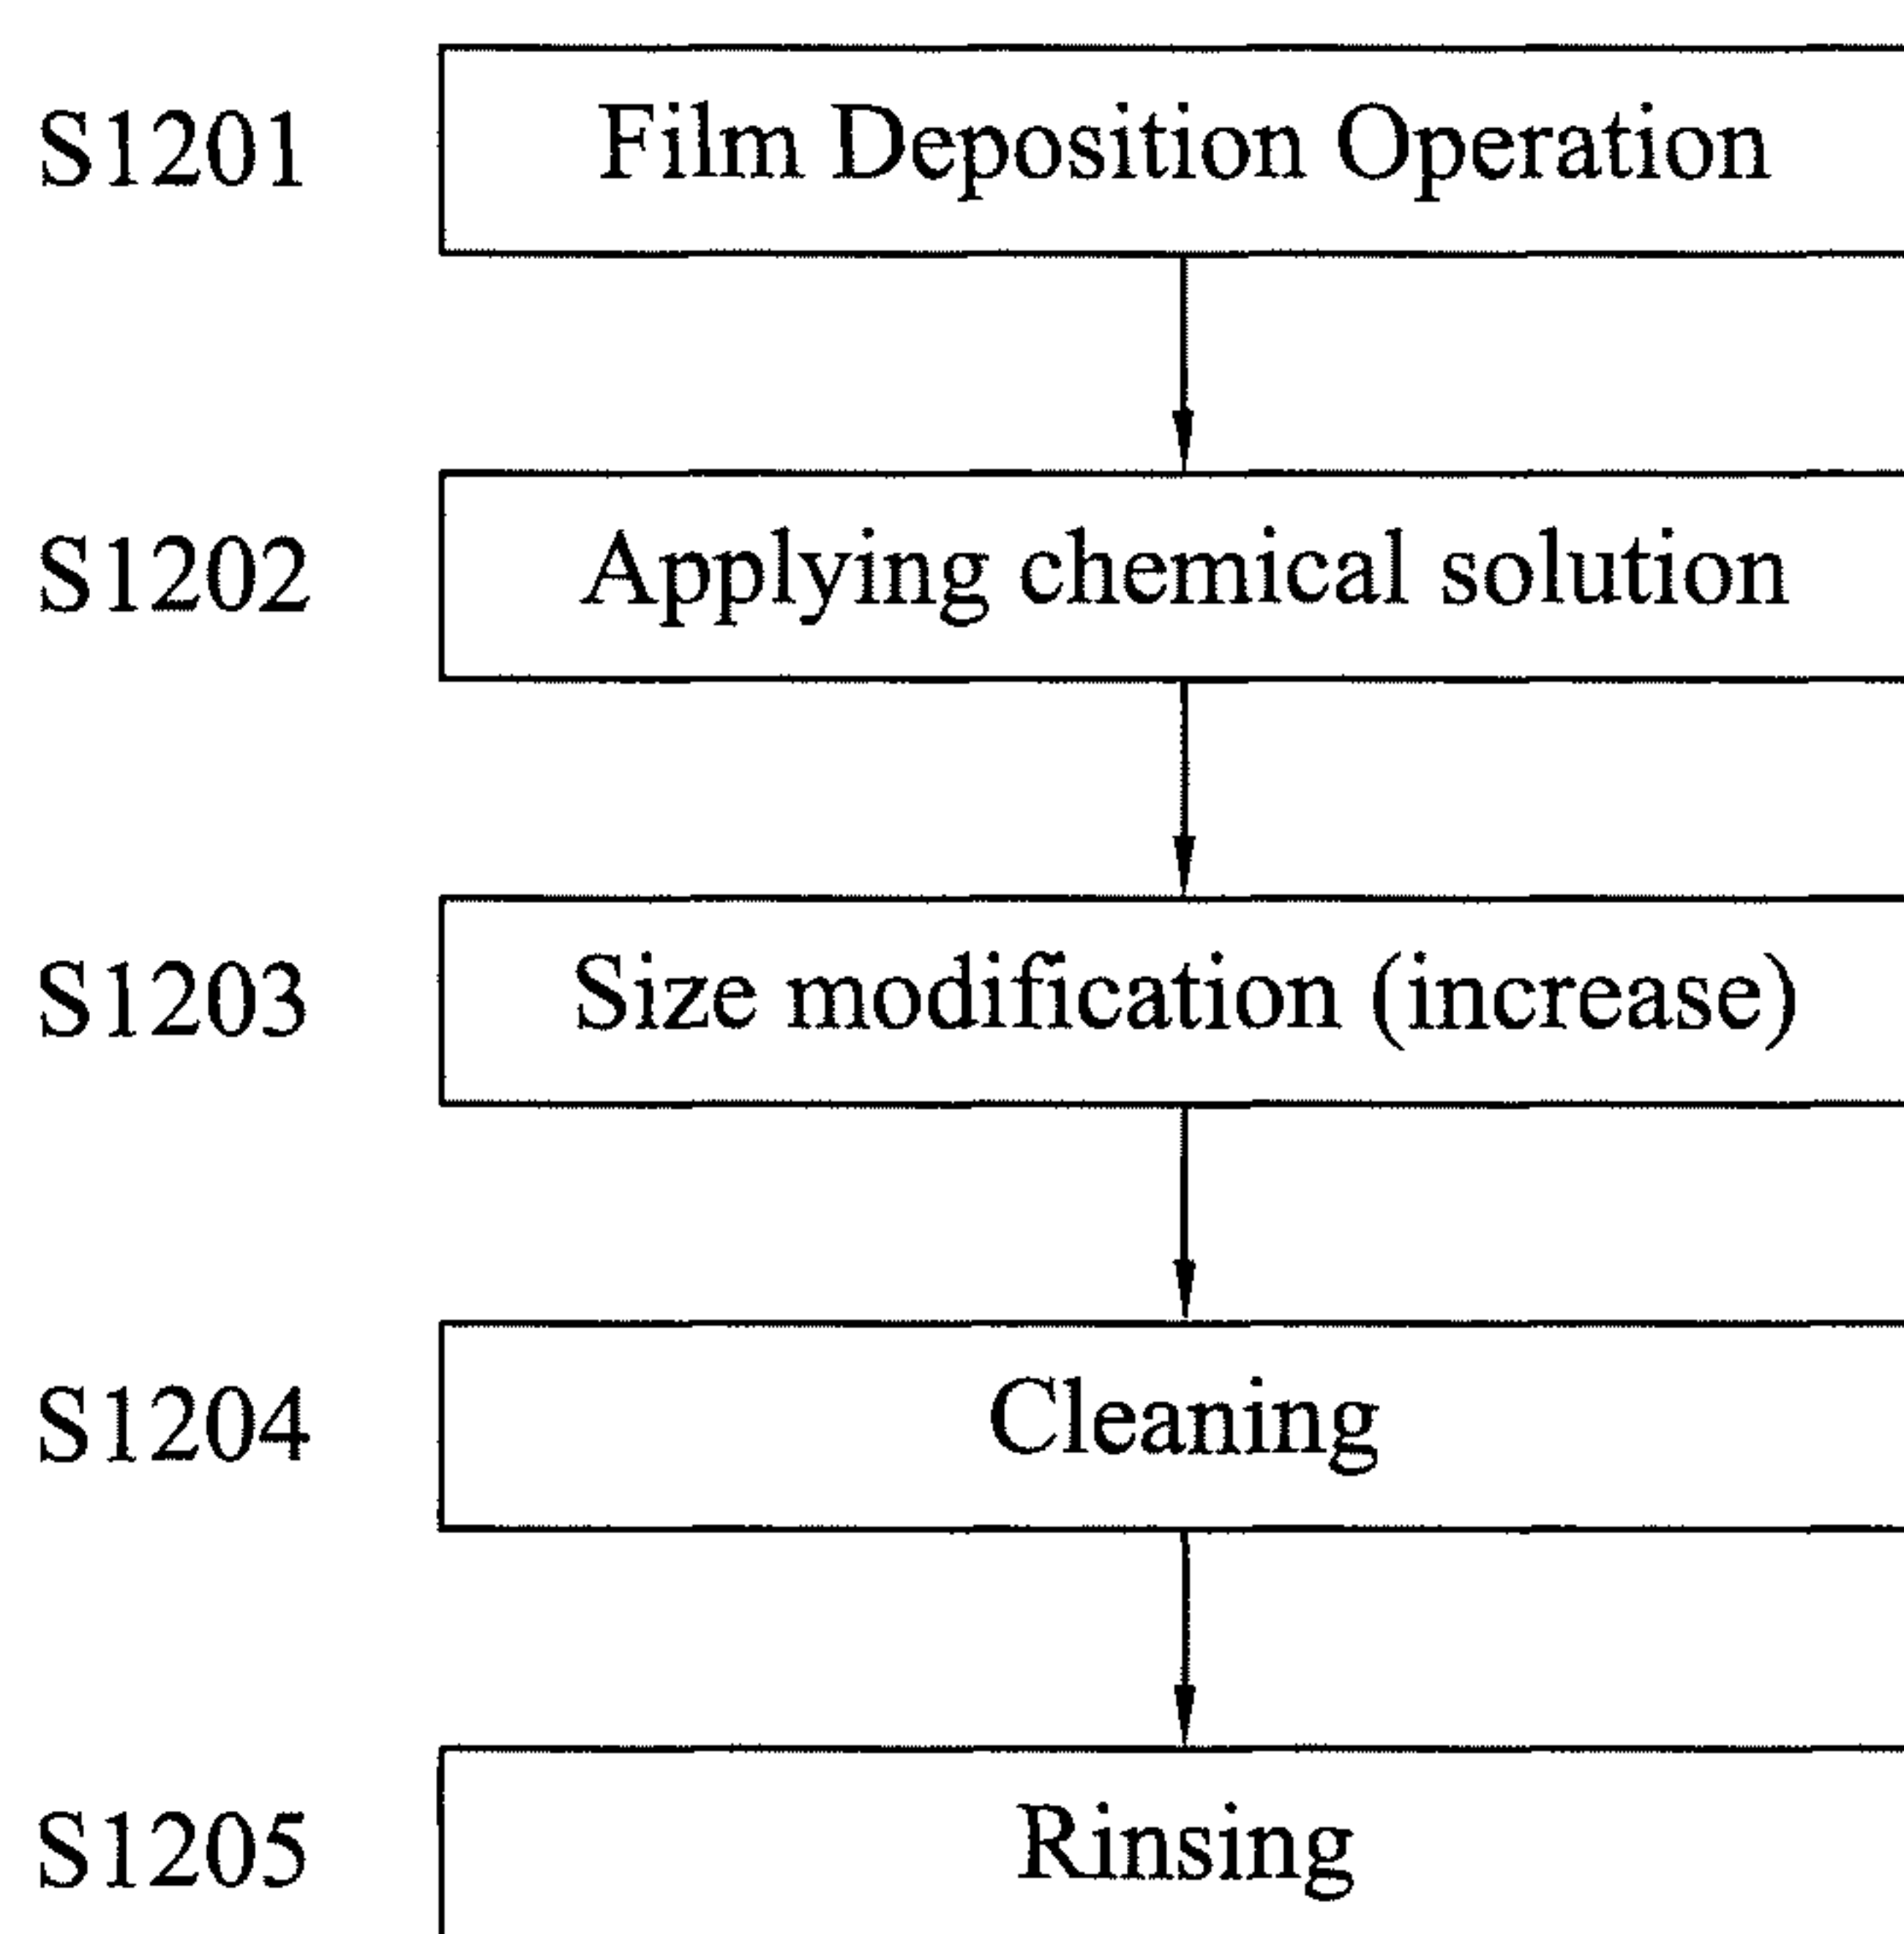 S1201 Film Deposition Operation
S1202 Applying chemical solution
S1203 Size modification (increase)
S1204 Cleaning
S1205 Rinsing